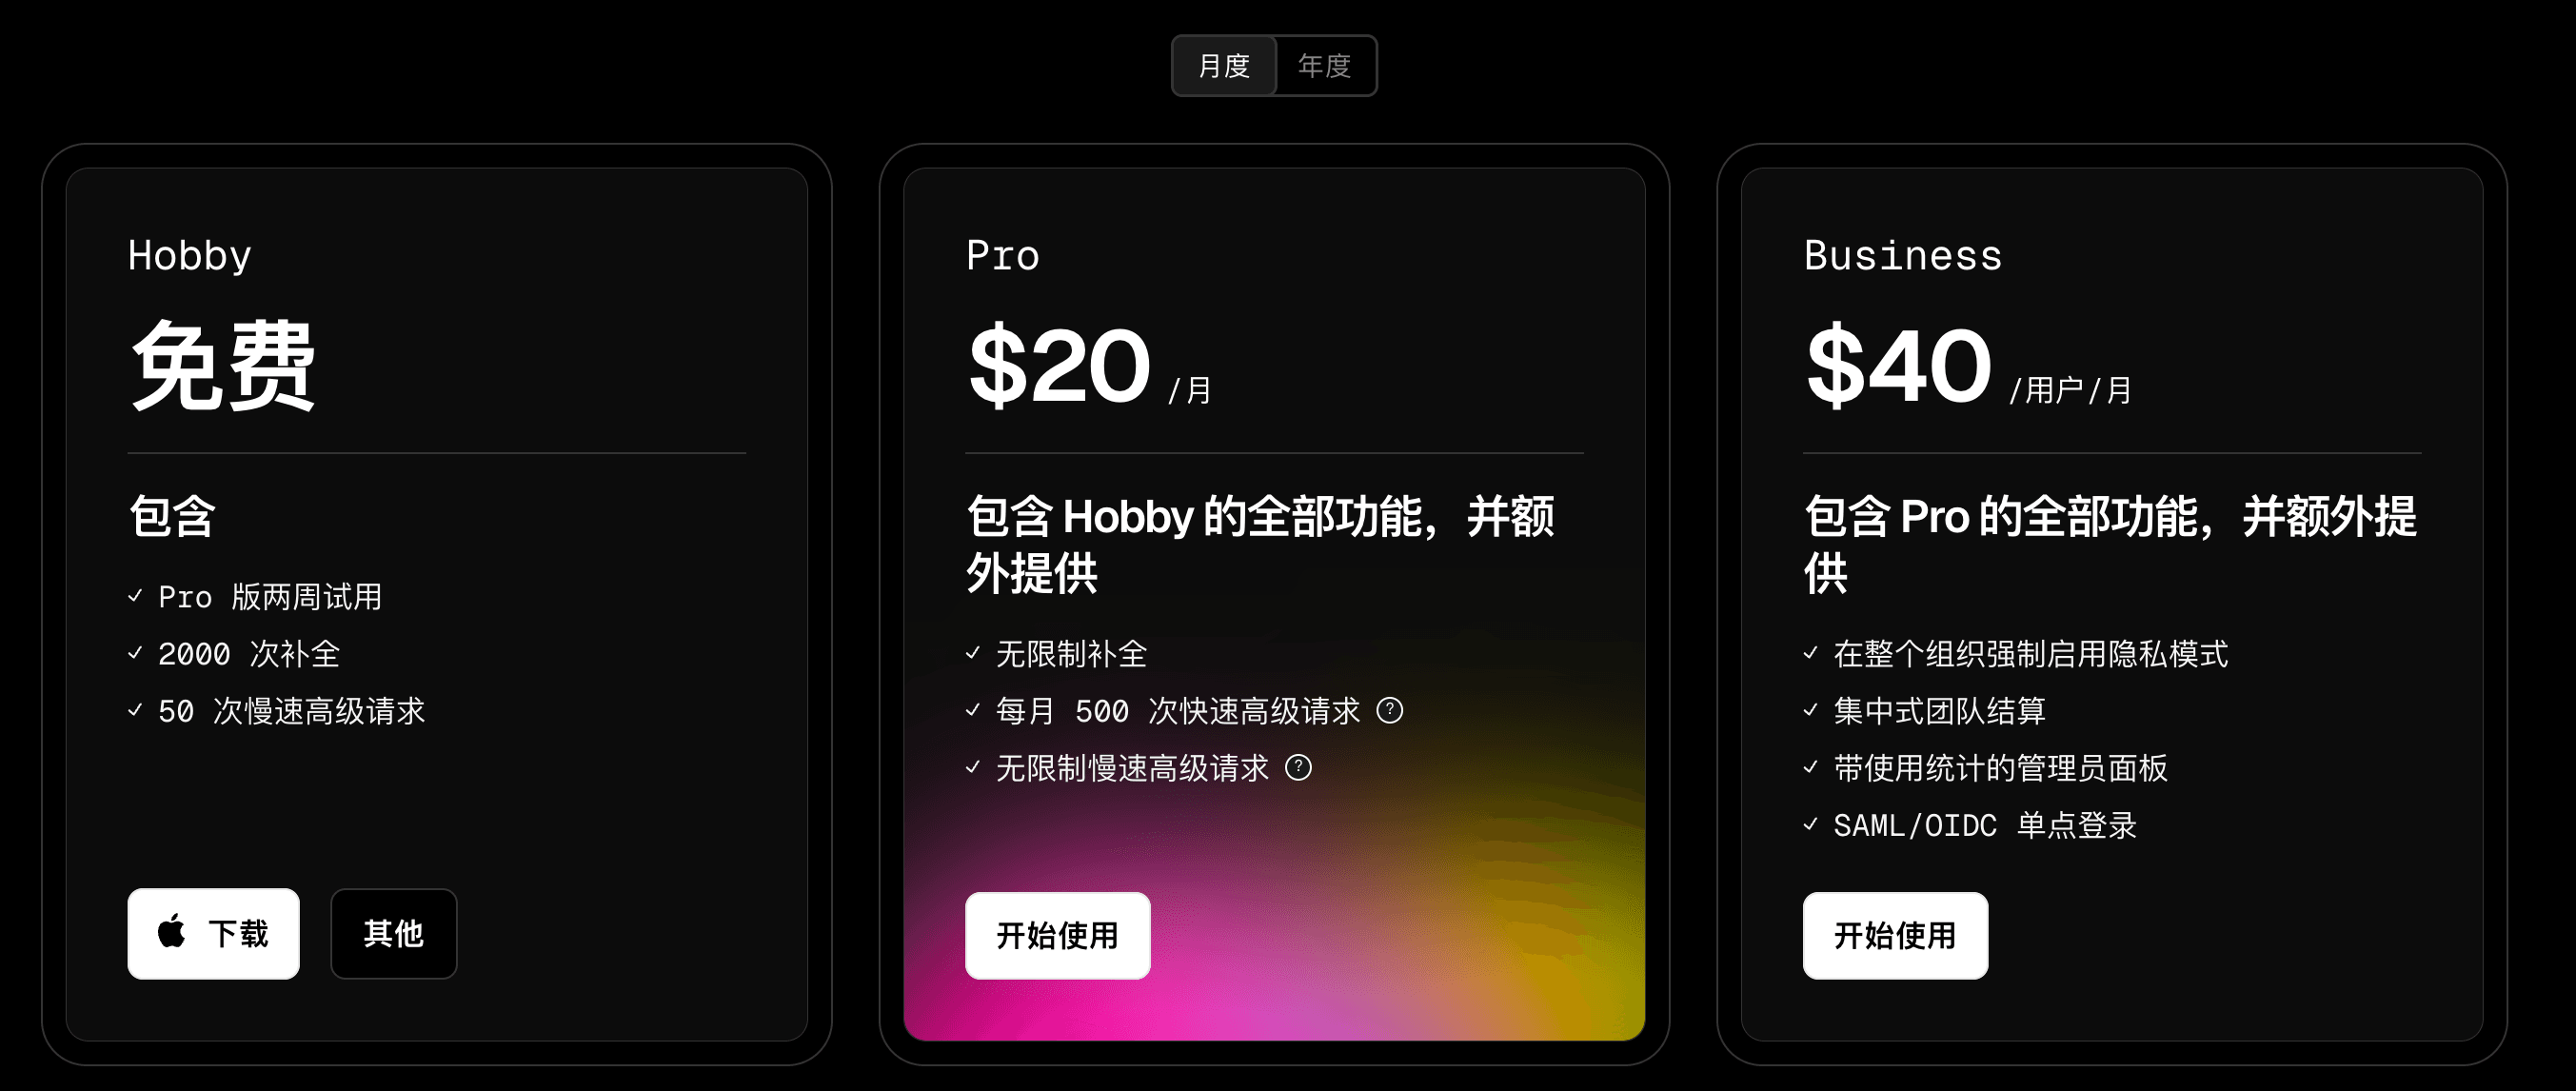 月度 年度
Hobby
免费
包含
Pro 版两周试用
2000 次补全
50 次慢速高级请求
下载 其他
Pro
$20 /月
包含 Hobby 的全部功能，并额
外提供
无限制补全
每月 500 次快速高级请求 ?
无限制慢速高级请求 ?
开始使用
Business
$40 /用户/月
包含 Pro 的全部功能，并额外提
供
在整个组织强制启用隐私模式
集中式团队结算
带使用统计的管理员面板
SAML/OIDC 单点登录
开始使用